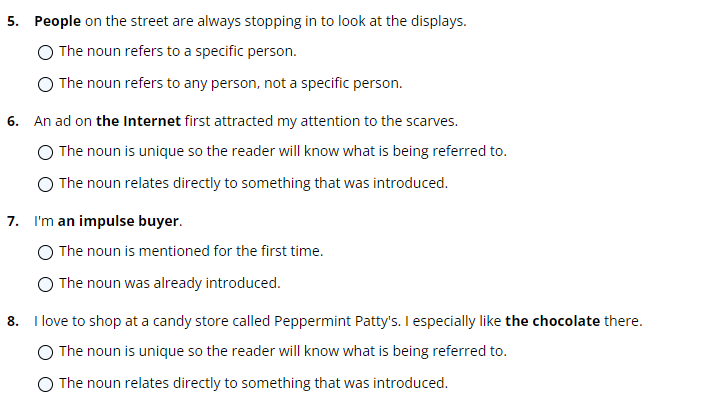 5. People on the street are always stopping in to look at the displays.
The noun refers to a specific person.
The noun refers to any person, not a specific person.
6. An ad on the Internet first attracted my attention to the scarves.
The noun is unique so the reader will know what is being referred to.
The noun relates directly to something that was introduced.
7. I'm an impulse buyer.
The noun is mentioned for the first time.
The noun was already introduced.
8. I love to shop at a candy store called Peppermint Patty's. I especially like the chocolate there.
The noun is unique so the reader will know what is being referred to.
The noun relates directly to something that was introduced.